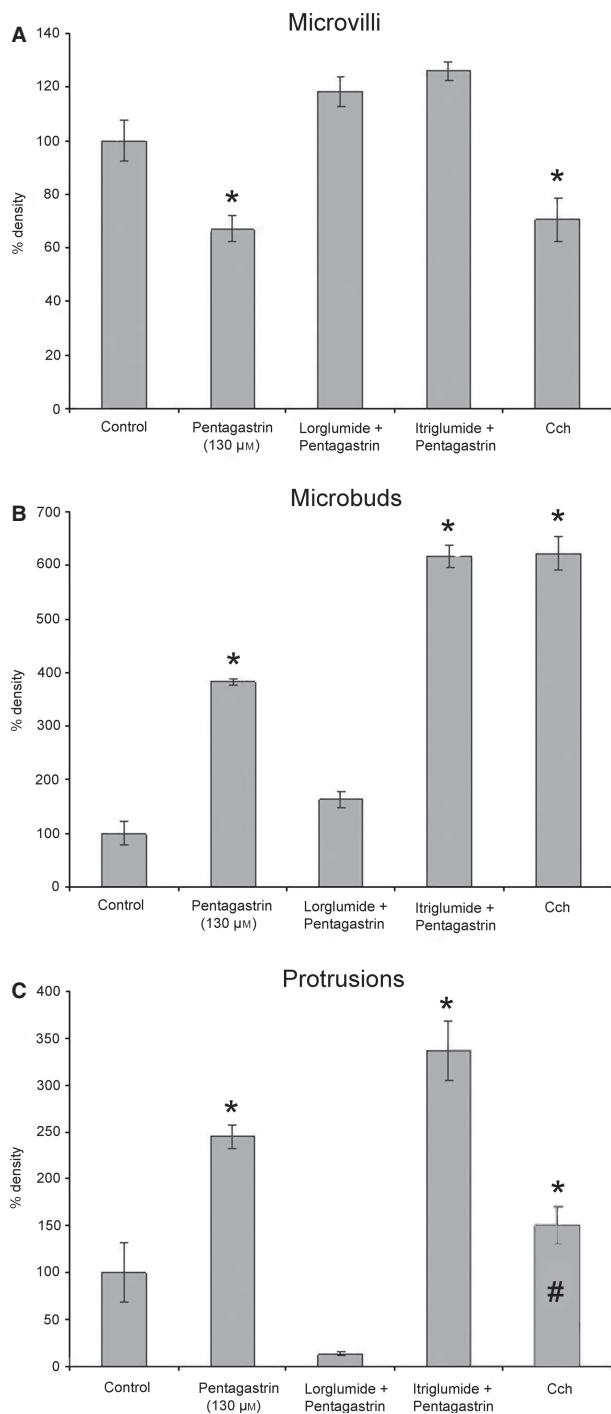 A
Microvilli
140
120
100
80
60
40
20
0
% density
*
*
Control
Pentagastrin
(130 μM)
Lorglumide +
Pentagastrin
Itriglumide +
Pentagastrin
Cch
B
Microbuds
700
600
500
400
300
200
100
0
% density
*
*
*
Control
Pentagastrin
(130 μM)
Lorglumide +
Pentagastrin
Itriglumide +
Pentagastrin
Cch
C
Protrusions
400
350
300
250
200
150
100
50
0
% density
*
*
*
#
Control
Pentagastrin
(130 μM)
Lorglumide +
Pentagastrin
Itriglumide +
Pentagastrin
Cch